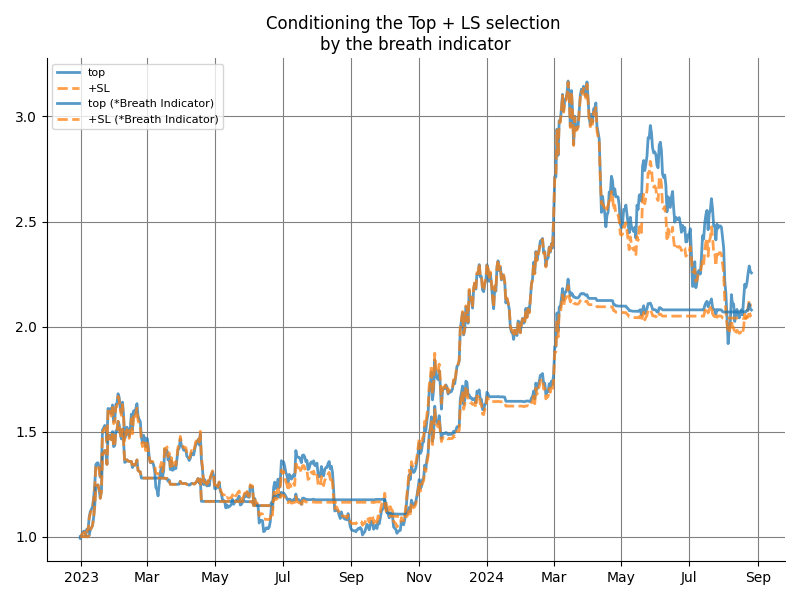 Conditioning the Top + LS selection
by the breath indicator
top
+SL
top (*Breath Indicator)
+SL (*Breath Indicator)
3.0
2.5
2.0
1.5
1.0
2023
Mar
May
Jul
Sep
Nov
2024
Mar
May
Jul
Sep